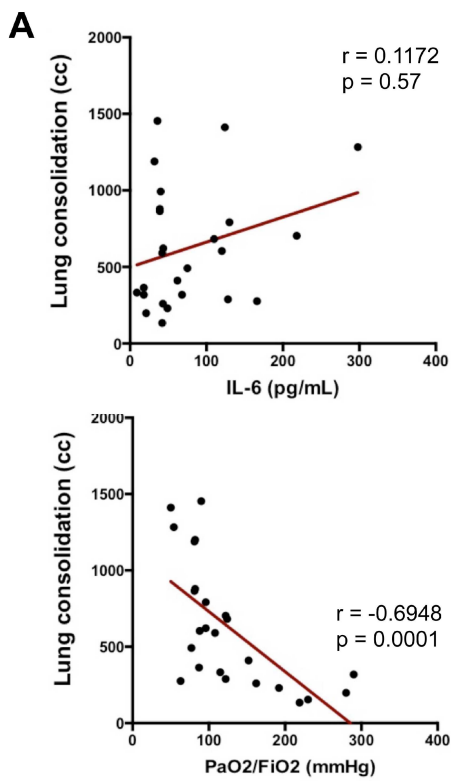 A
2000
1500
1000
500
0
Lung consolidation (cc)
r = 0.1172
p = 0.57
0 100 200 300 400
IL-6 (pg/mL)
2000
1500
1000
500
0
Lung consolidation (cc)
r = -0.6948
p = 0.0001
0 100 200 300 400
PaO2/FiO2 (mmHg)